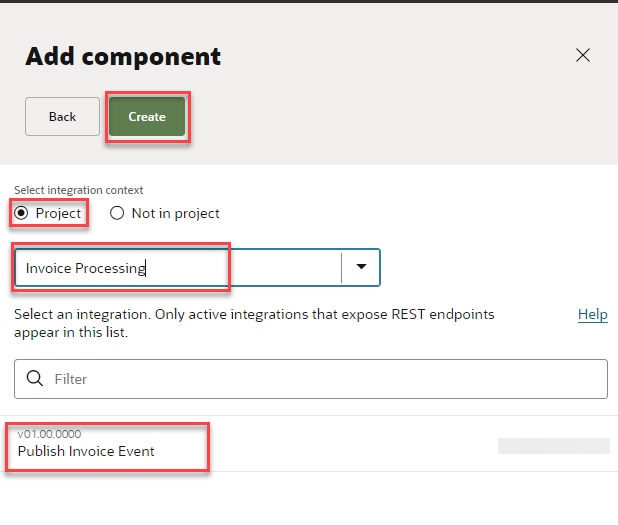 Add component
Back
Create
Select integration context
Project
Not in project
Invoice Processing
Select an integration. Only active integrations that expose REST endpoints
appear in this list.
Help
Filter
v01.00.0000
Publish Invoice Event